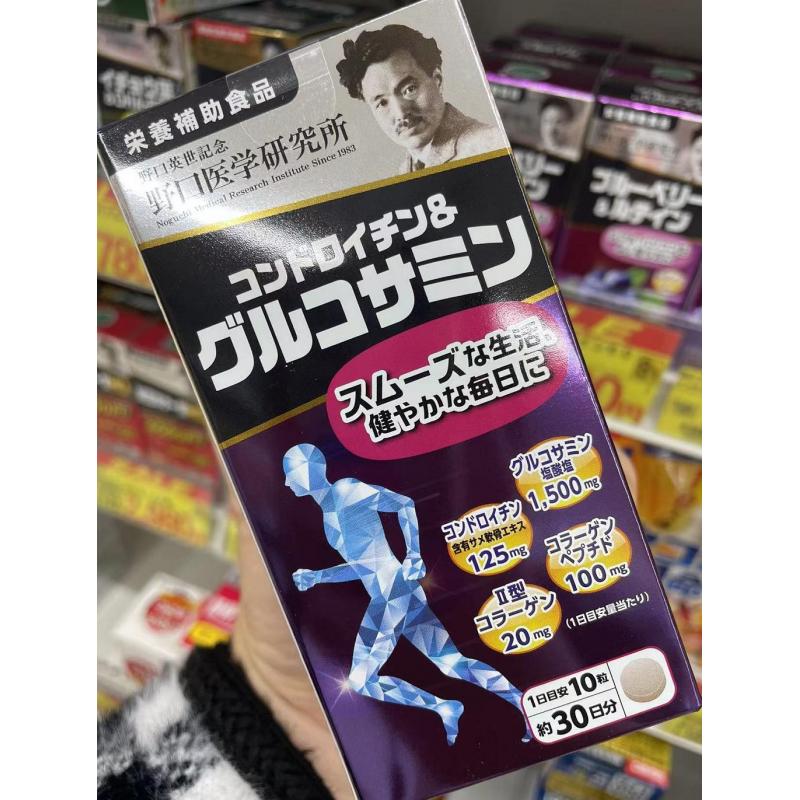 栄養補助食品
野口英世記念
野口医学研究所
Noguchi Medical Research Institute Since 1983
コンドロイチン&
グルコサミン
スムーズな生活&
健やかな毎日に
グルコサミン
塩酸塩
1,500mg
コンドロイチン
含有サメ軟骨エキス
125mg
コラーゲン
ペプチド
100mg
II型
コラーゲン
20mg
(1日目安量当たり)
1日目安10粒
約30日分
ブルーベリー
&ルテイン
イチョウ葉
780